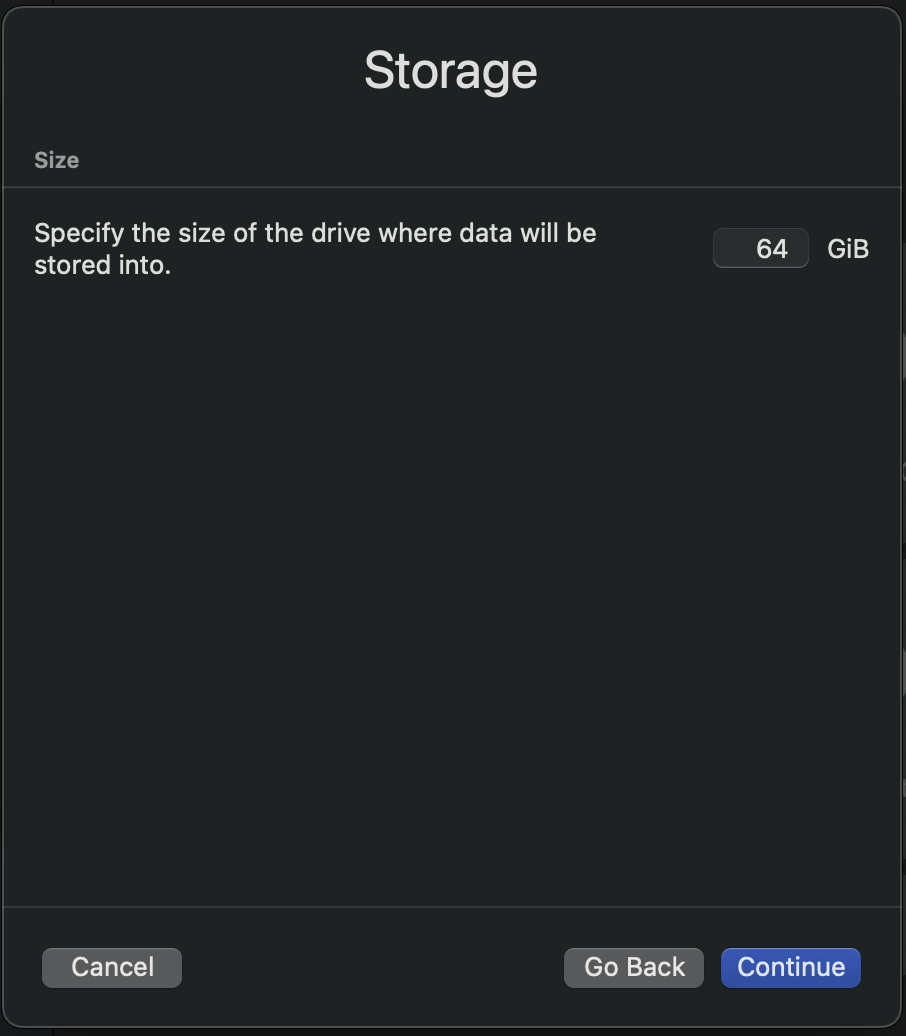 Storage
Size
Specify the size of the drive where data will be
stored into.
64 GiB
Cancel
Go Back
Continue